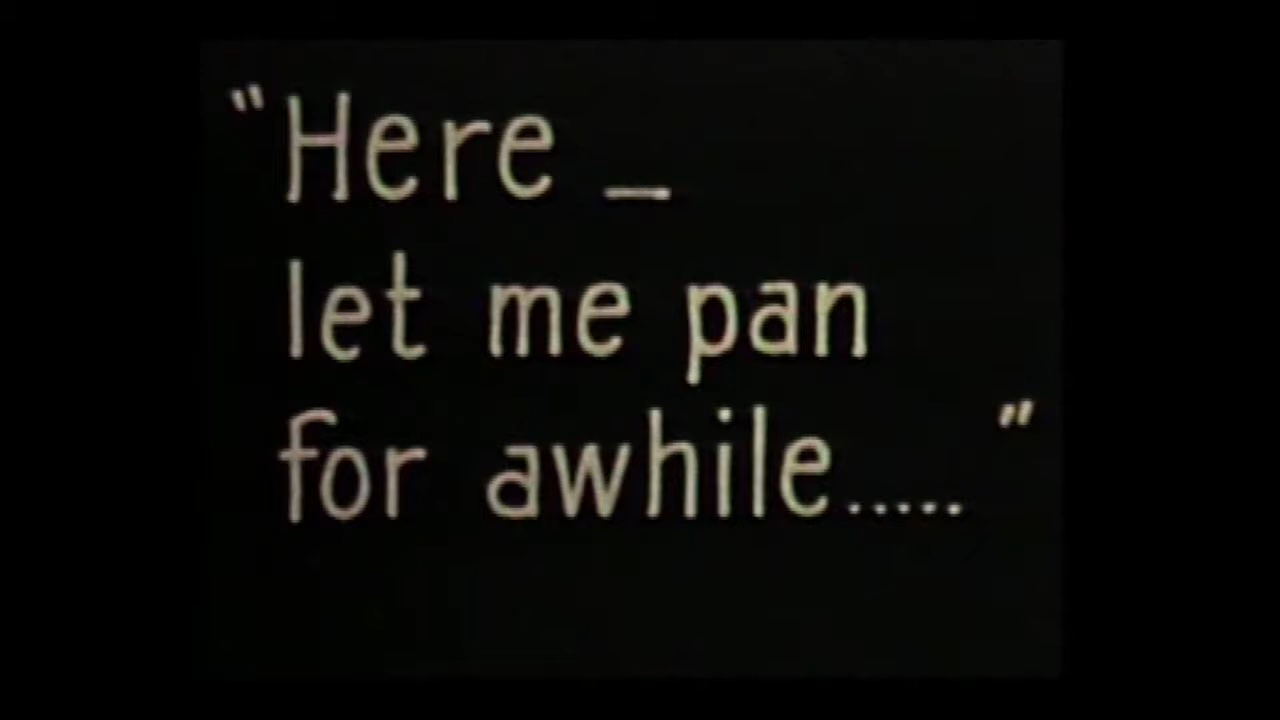 "Here _
let me pan
for awhile....."